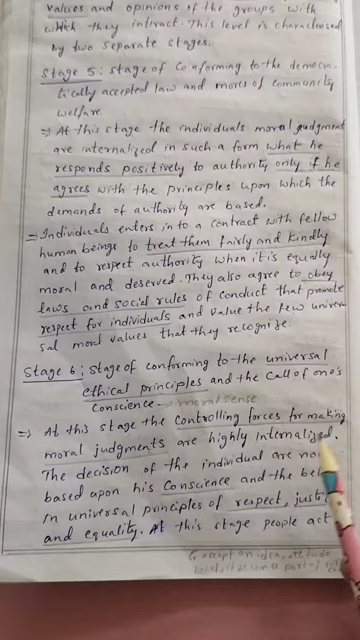 values and opinions of the groups with
which they interact. This level is characterised
by two separate stages.
Stage 5: Stage of Conforming to the democra-
tically accepted law and mores of community
welfare
⇒ At this stage the individuals moral judgment
are internalized in such a form what he
responds positively to authority only if he
agrees with the principles upon which the
demands of authority are based.
⇒ Individuals enters into a contract with fellow
human beings to treat them fairly and kindly
and to respect authority when it is equally
moral and deserved. They also agree to obey
laws and social rules of conduct that promote
respect for individuals and value the few univer
sal moral values that they recognize.
Stage 6: Stage of conforming to the universal
ethical principles and the Call of one's
Conscience → moral sense
⇒ At this stage the Controlling forces for making
moral judgments are highly internalized.
The decision of the individual are now
based upon his Conscience and the
in universal principles of respect,
and equality. At this stage people act
accept an idea, attitude